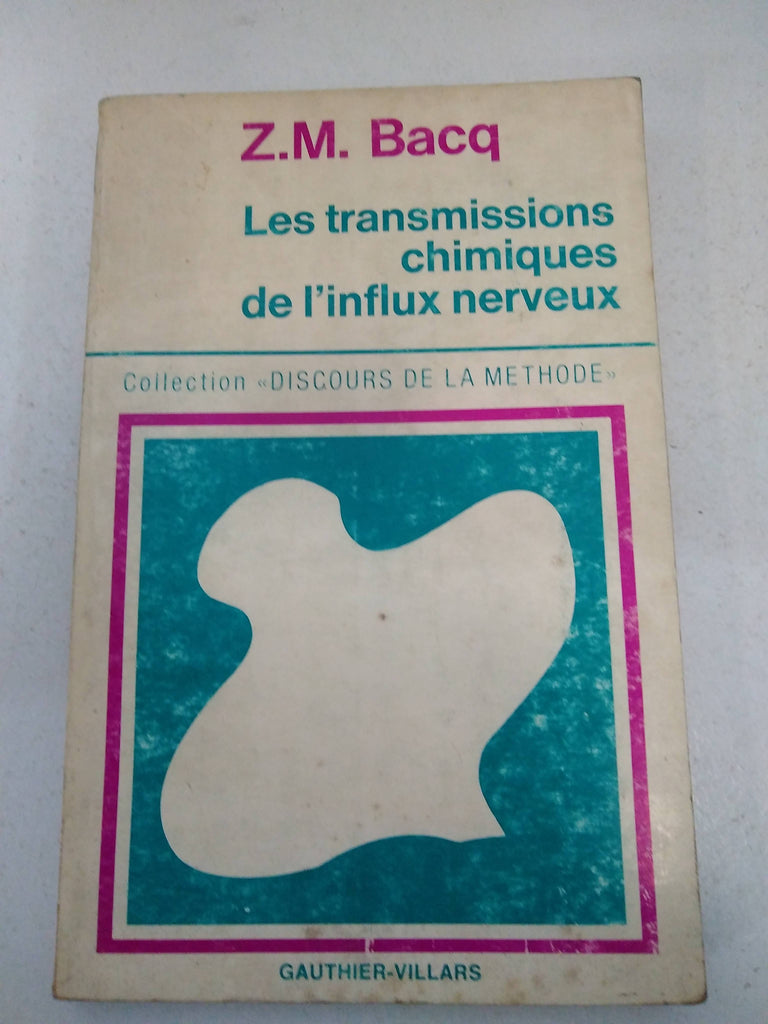 Z.M. Bacq
Les transmissions
chimiques
de l'influx nerveux
Collection «DISCOURS DE LA METHODE»
GAUTHIER-VILLARS